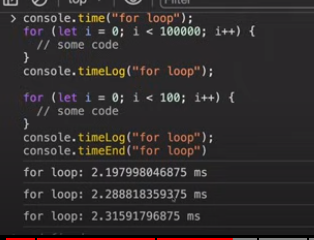 top
Filter
> console.time("for loop");
for (let i = 0; i < 100000; i++) {
// some code
}
console.timeLog("for loop");
for (let i = 0; i < 100; i++) {
// some code
}
console.timeLog("for loop");
console.timeEnd("for loop")
for loop: 2.197998046875 ms
for loop: 2.288818359375 ms
for loop: 2.31591796875 ms